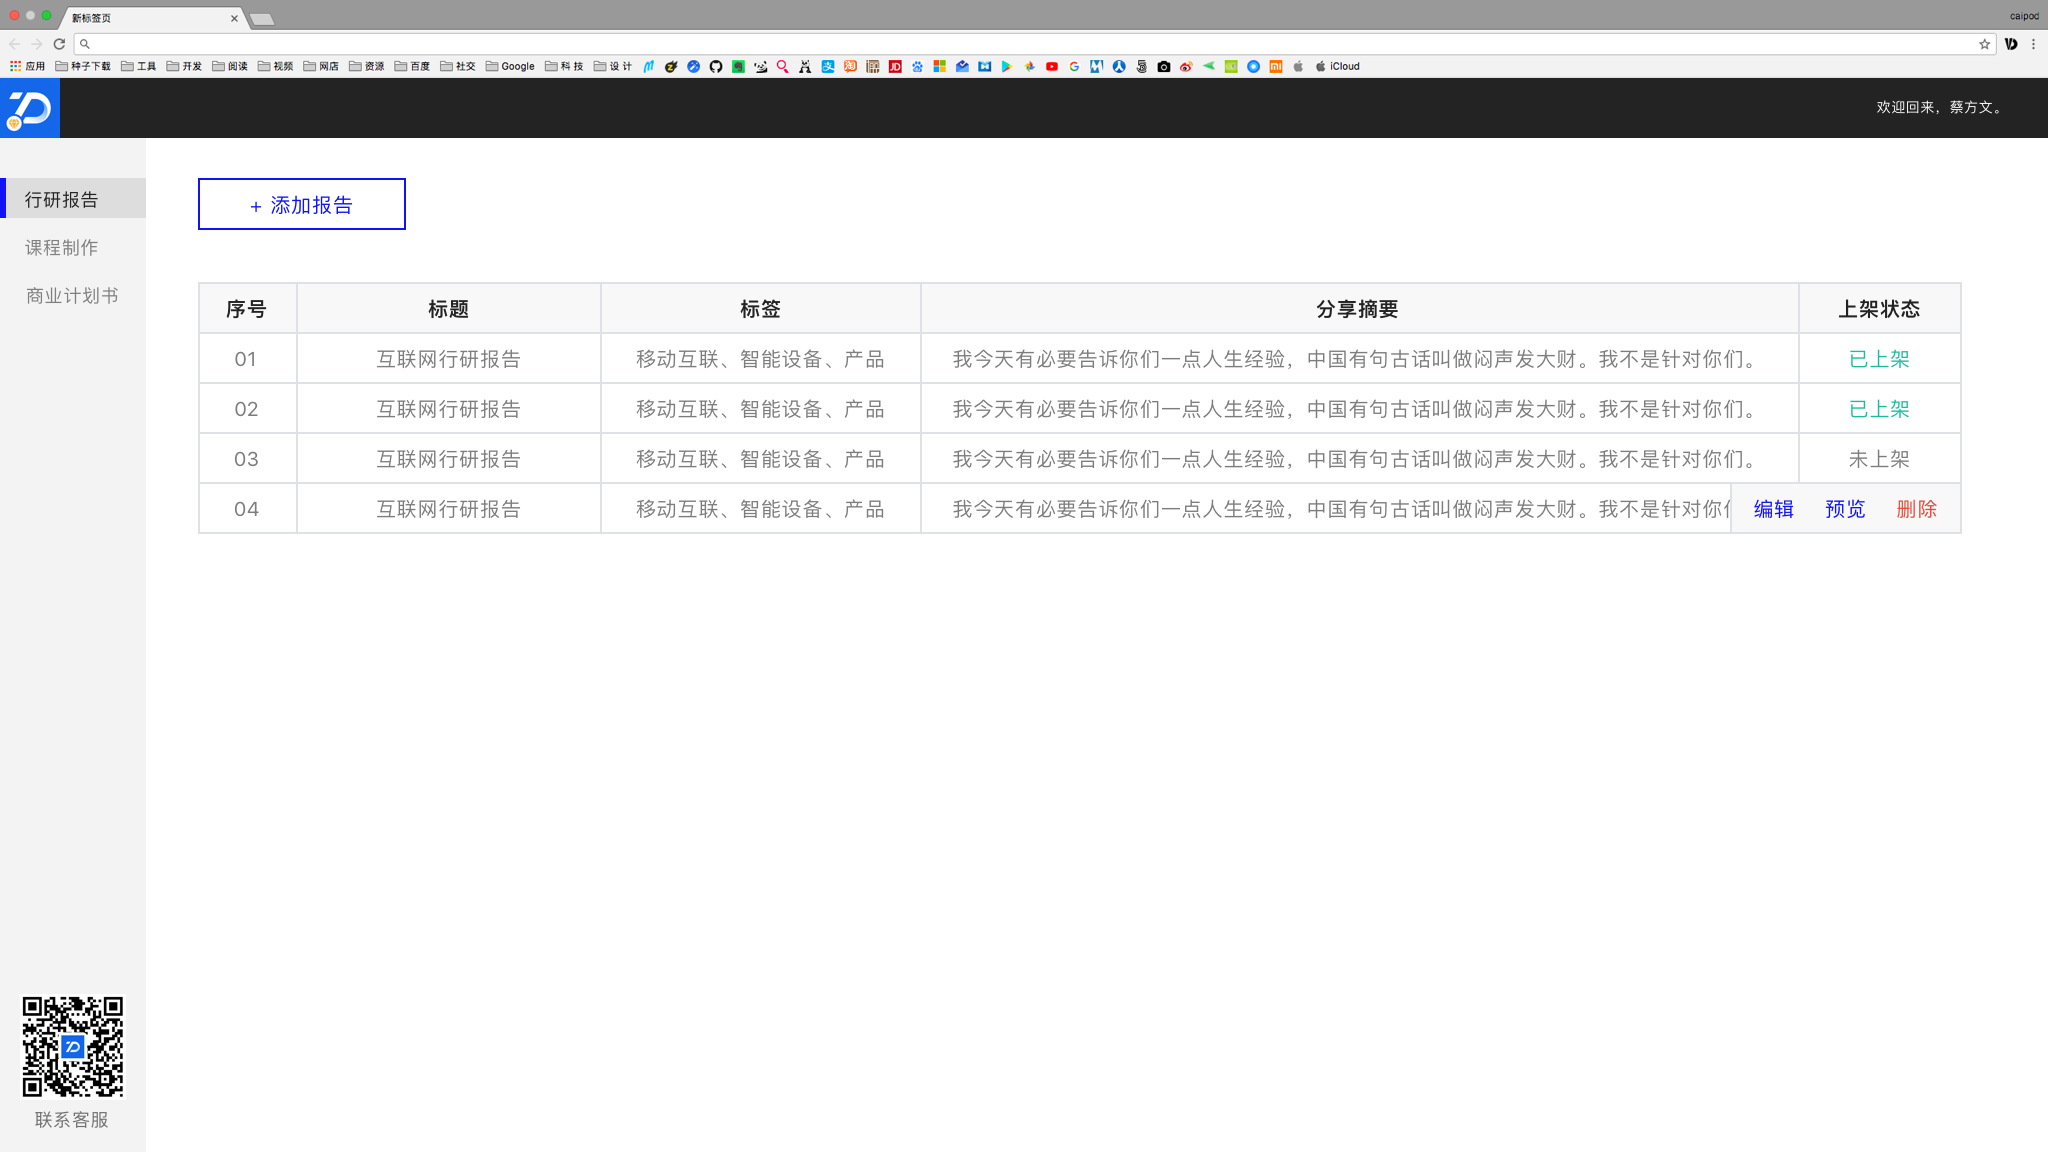 新标签页
caipod
应用 种子下载 工具 开发 阅读 视频 网店 资源 百度 社交 Google 科 技 设 计 iCloud
欢迎回来，蔡方文。
行研报告
课程制作
商业计划书
+ 添加报告
序号 标题 标签 分享摘要 上架状态
01 互联网行研报告 移动互联、智能设备、产品 我今天有必要告诉你们一点人生经验，中国有句古话叫做闷声发大财。我不是针对你们。 已上架
02 互联网行研报告 移动互联、智能设备、产品 我今天有必要告诉你们一点人生经验，中国有句古话叫做闷声发大财。我不是针对你们。 已上架
03 互联网行研报告 移动互联、智能设备、产品 我今天有必要告诉你们一点人生经验，中国有句古话叫做闷声发大财。我不是针对你们。 未上架
04 互联网行研报告 移动互联、智能设备、产品 我今天有必要告诉你们一点人生经验，中国有句古话叫做闷声发大财。我不是针对你 编辑 预览 删除
联系客服